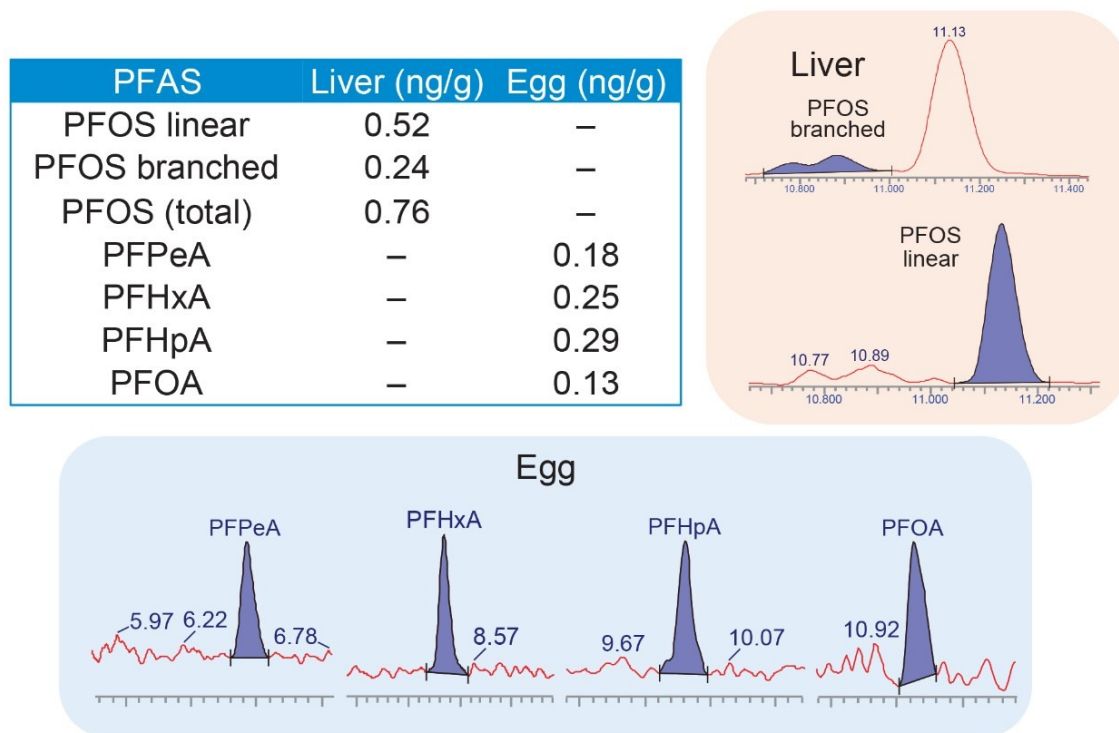 PFAS Liver (ng/g) Egg (ng/g)
PFOS linear 0.52 –
PFOS branched 0.24 –
PFOS (total) 0.76 –
PFPeA – 0.18
PFHxA – 0.25
PFHpA – 0.29
PFOA – 0.13
Liver
11.13
PFOS
branched
10.800 11.000 11.200 11.400
PFOS
linear
10.77 10.89
10.800 11.000 11.200
Egg
PFPeA
5.97 6.22 6.78
PFHxA
8.57
PFHpA
9.67 10.07
PFOA
10.92